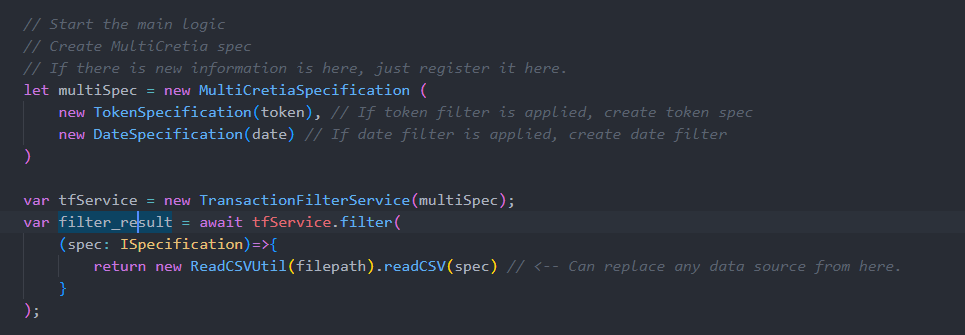 // Start the main logic
// Create MultiCretia spec
// If there is new information is here, just register it here.
let multiSpec = new MultiCretiaSpecification (
    new TokenSpecification(token), // If token filter is applied, create token spec
    new DateSpecification(date) // If date filter is applied, create date filter
)

var tfService = new TransactionFilterService(multiSpec);
var filter_result = await tfService.filter(
    (spec: ISpecification)=>{
        return new ReadCSVUtil(filepath).readCSV(spec) // <-- Can replace any data source from here.
    }
);